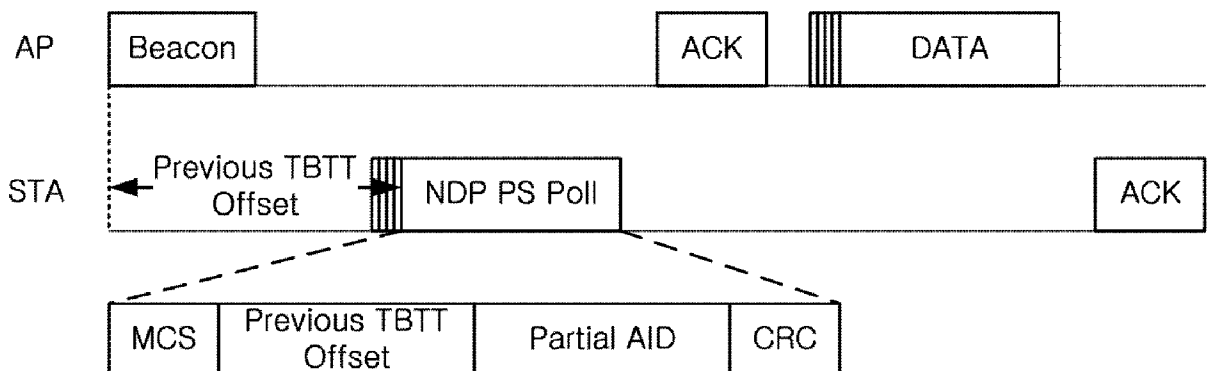 AP
Beacon
ACK
DATA
STA
Previous TBTT
Offset
NDP PS Poll
ACK
MCS
Previous TBTT
Offset
Partial AID
CRC